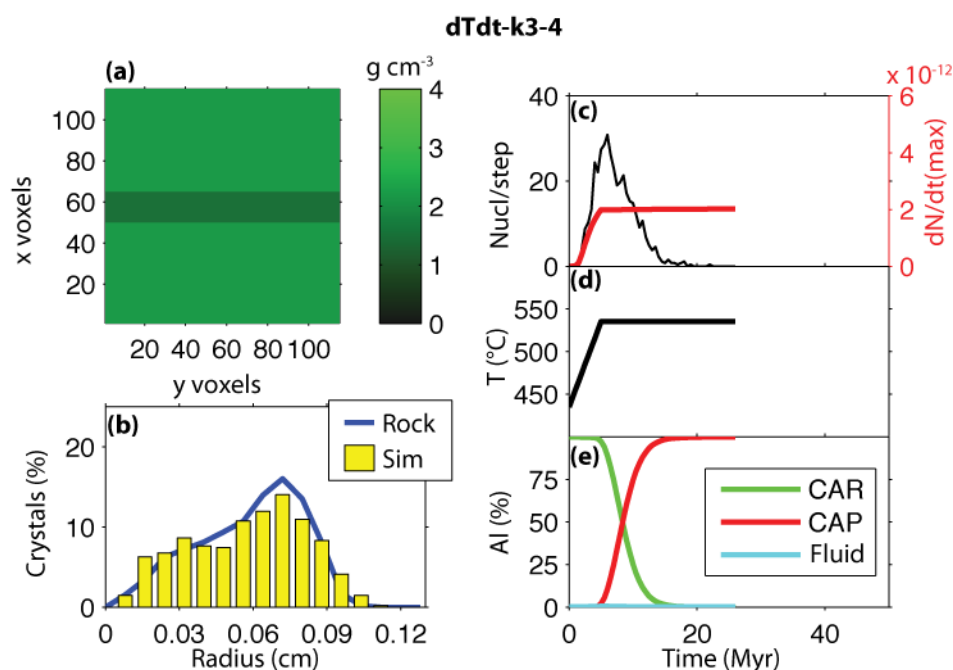 dTdt-k3-4
(a)
g cm-3
100
80
60
40
20
x voxels
20 40 60 80 100
y voxels
4
3
2
1
0
(b)
Rock
Sim
20
10
0
Crystals (%)
0 0.03 0.06 0.09 0.12
Radius (cm)
x 10-12
(c)
40
20
0
Nucl/step
6
4
2
0
dN/dt(max)
(d)
550
500
450
T (°C)
(e)
75
50
25
0
Al (%)
CAR
CAP
Fluid
0 20 40
Time (Myr)